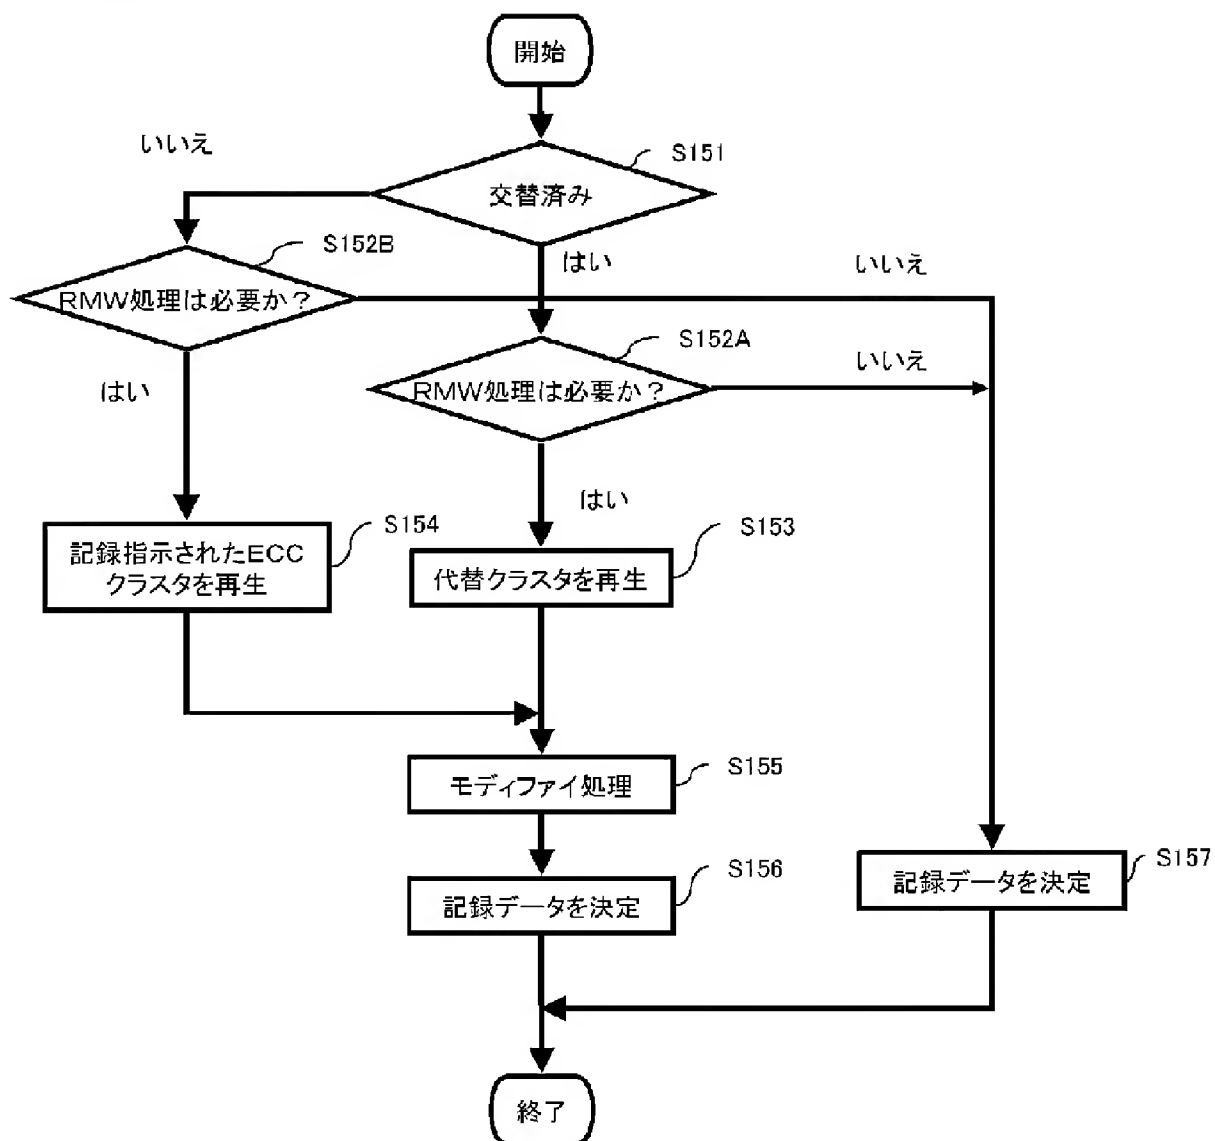 開始
いいえ
S151
交替済み
S152B
はい
いいえ
RMW処理は必要か？
S152A
いいえ
はい
RMW処理は必要か？
はい
S154
S153
記録指示されたECC
クラスタを再生
代替クラスタを再生
モディファイ処理
S155
S156
記録データを決定
S157
記録データを決定
終了